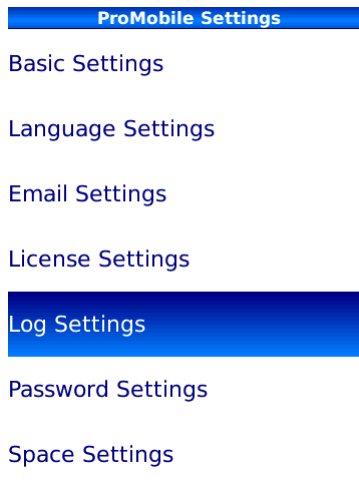 ProMobile Settings
Basic Settings
Language Settings
Email Settings
License Settings
Log Settings
Password Settings
Space Settings